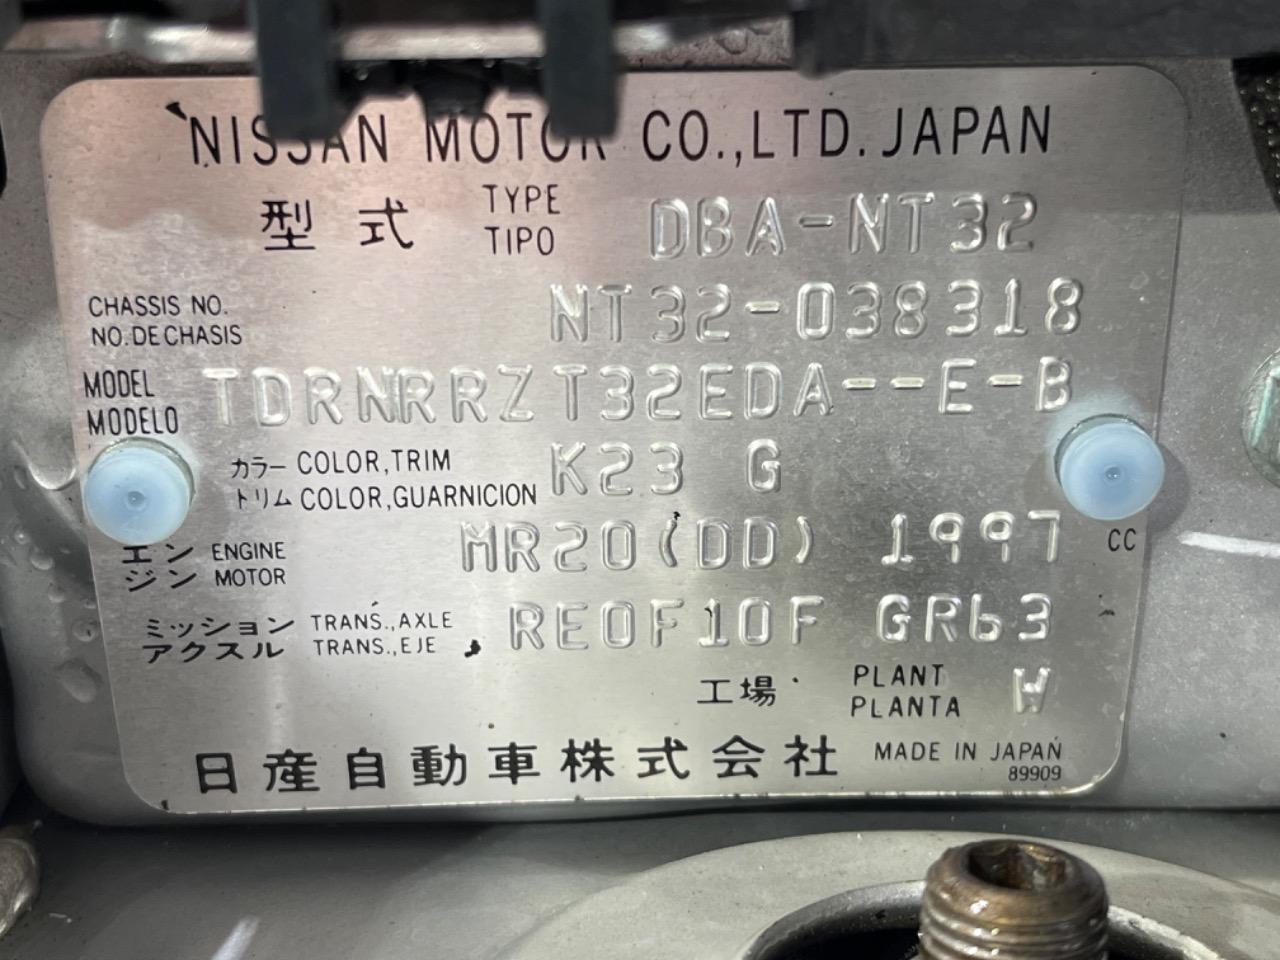 NISSAN MOTOR CO.,LTD. JAPAN
型式 TYPE DBA-NT32
TIPO
CHASSIS NO. NT32-038318
NO. DE CHASIS
MODEL TDRNRRZ T32EDA--E-B
MODELO
カラー COLOR, TRIM K23 G
トリム COLOR, GUARNICION
エン ENGINE MR20(DD) 1997 CC
ジン MOTOR
ミッション TRANS., AXLE RE0F10F GR63
アクスル TRANS., EJE
工場 PLANT W
PLANTA
日産自動車株式会社 MADE IN JAPAN
89909